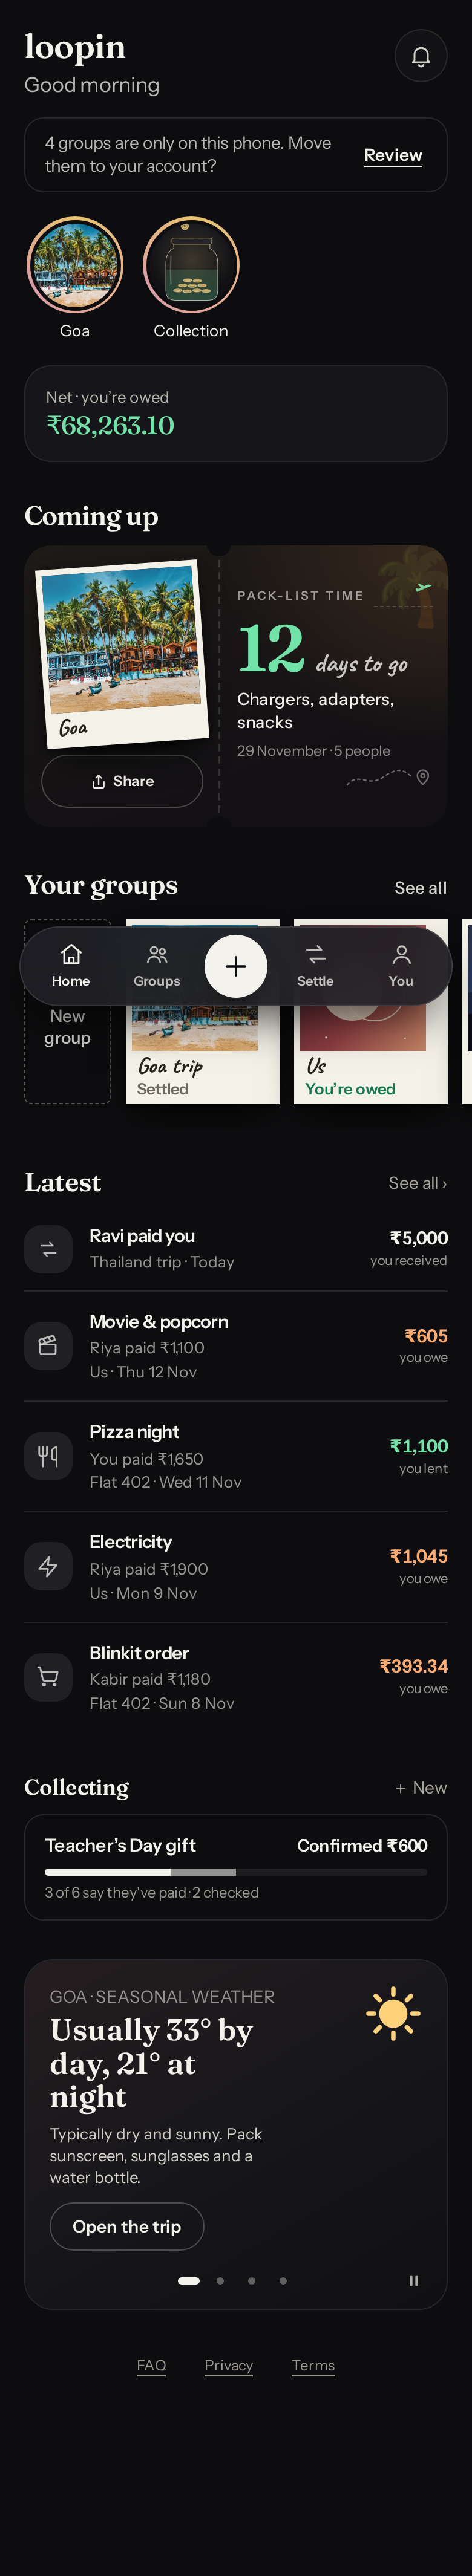 loopin
Good morning
4 groups are only on this phone. Move
them to your account?
Review
Goa
Collection
Net · you're owed
₹68,263.10
Coming up
PACK-LIST TIME
12 days to go
Chargers, adapters,
snacks
29 November · 5 people
Goa
Share
Your groups
See all
Home
Groups
Settle
You
New
group
Goa trip
Settled
Us
You're owed
Latest
See all ›
Ravi paid you
Thailand trip · Today
₹5,000
you received
Movie & popcorn
Riya paid ₹1,100
Us · Thu 12 Nov
₹605
you owe
Pizza night
You paid ₹1,650
Flat 402 · Wed 11 Nov
₹1,100
you lent
Electricity
Riya paid ₹1,900
Us · Mon 9 Nov
₹1,045
you owe
Blinkit order
Kabir paid ₹1,180
Flat 402 · Sun 8 Nov
₹393.34
you owe
Collecting
+ New
Teacher's Day gift
Confirmed ₹600
3 of 6 say they've paid · 2 checked
GOA · SEASONAL WEATHER
Usually 33° by
day, 21° at
night
Typically dry and sunny. Pack
sunscreen, sunglasses and a
water bottle.
Open the trip
FAQ
Privacy
Terms